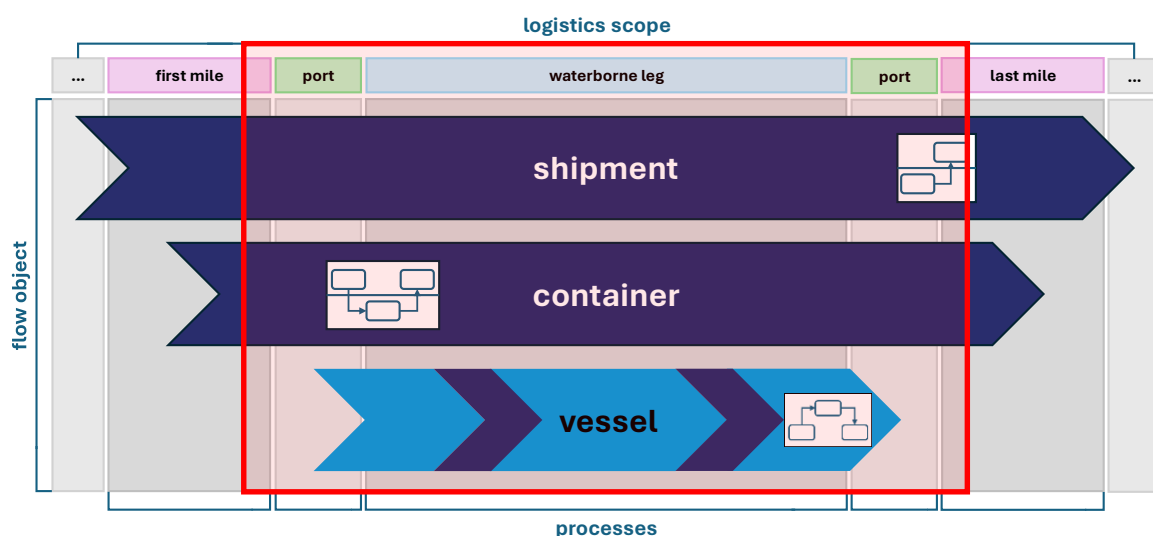 logistics scope
... first mile port waterborne leg port last mile ...
shipment
flow object
container
vessel
processes